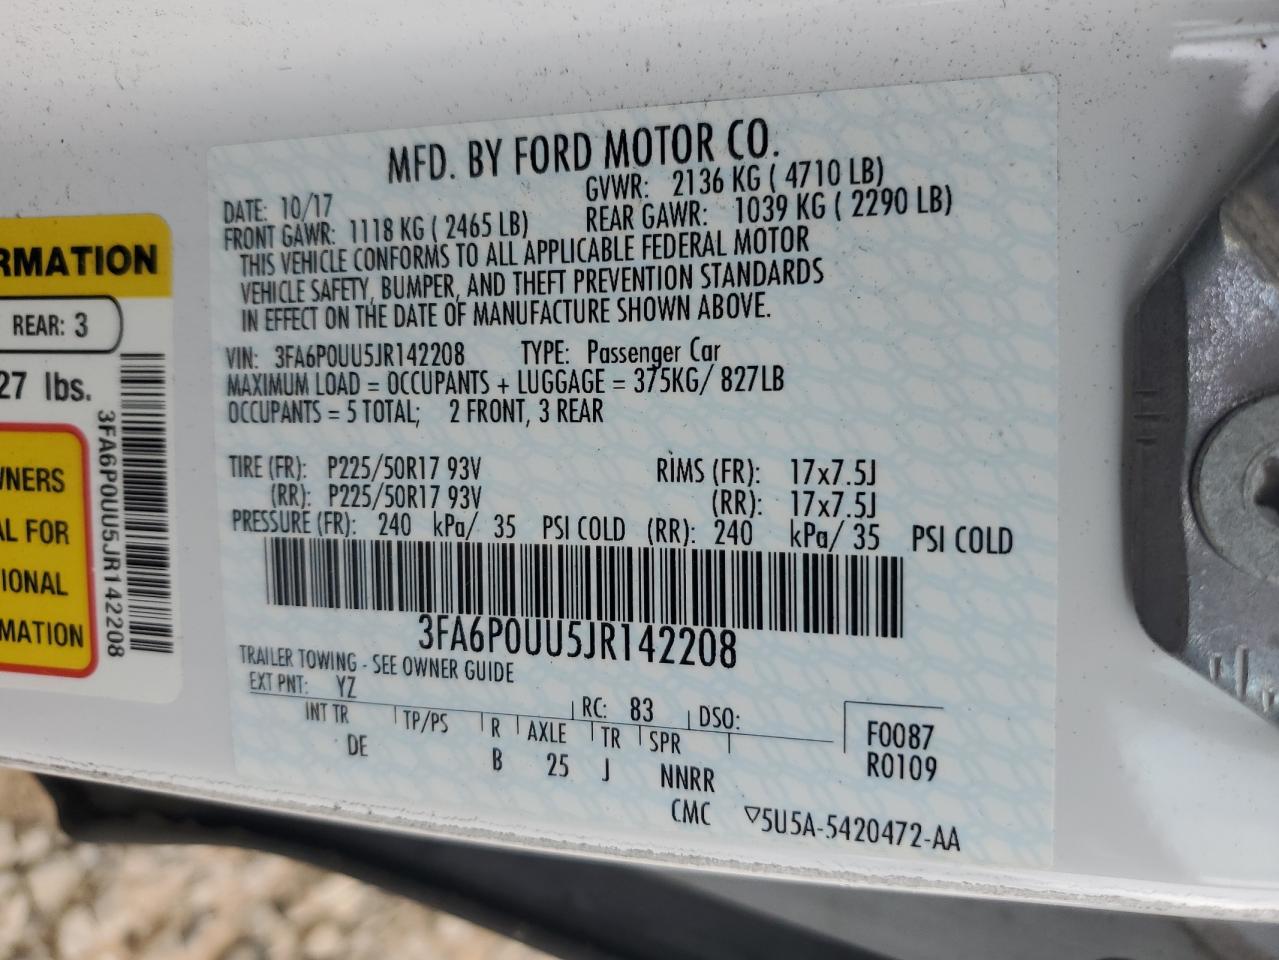 MFD. BY FORD MOTOR CO.
DATE: 10/17 GVWR: 2136 KG ( 4710 LB)
FRONT GAWR: 1118 KG ( 2465 LB) REAR GAWR: 1039 KG ( 2290 LB)
THIS VEHICLE CONFORMS TO ALL APPLICABLE FEDERAL MOTOR
VEHICLE SAFETY, BUMPER, AND THEFT PREVENTION STANDARDS
IN EFFECT ON THE DATE OF MANUFACTURE SHOWN ABOVE.
VIN: 3FA6P0UU5JR142208 TYPE: Passenger Car
MAXIMUM LOAD = OCCUPANTS + LUGGAGE = 375KG/ 827LB
OCCUPANTS = 5 TOTAL; 2 FRONT, 3 REAR
TIRE (FR): P225/50R17 93V RIMS (FR): 17x7.5J
(RR): P225/50R17 93V (RR): 17x7.5J
PRESSURE (FR): 240 kPa/ 35 PSI COLD (RR): 240 kPa/ 35 PSI COLD
3FA6P0UU5JR142208
TRAILER TOWING - SEE OWNER GUIDE
EXT PNT: YZ RC: 83 DSO:
INT TR TP/PS R AXLE TR SPR F0087
DE B 25 J NNRR R0109
CMC ▽5U5A-5420472-AA
RMATION
REAR: 3
27 lbs.
3FA6P0UU5JR142208
WNERS
AL FOR
IONAL
MATION